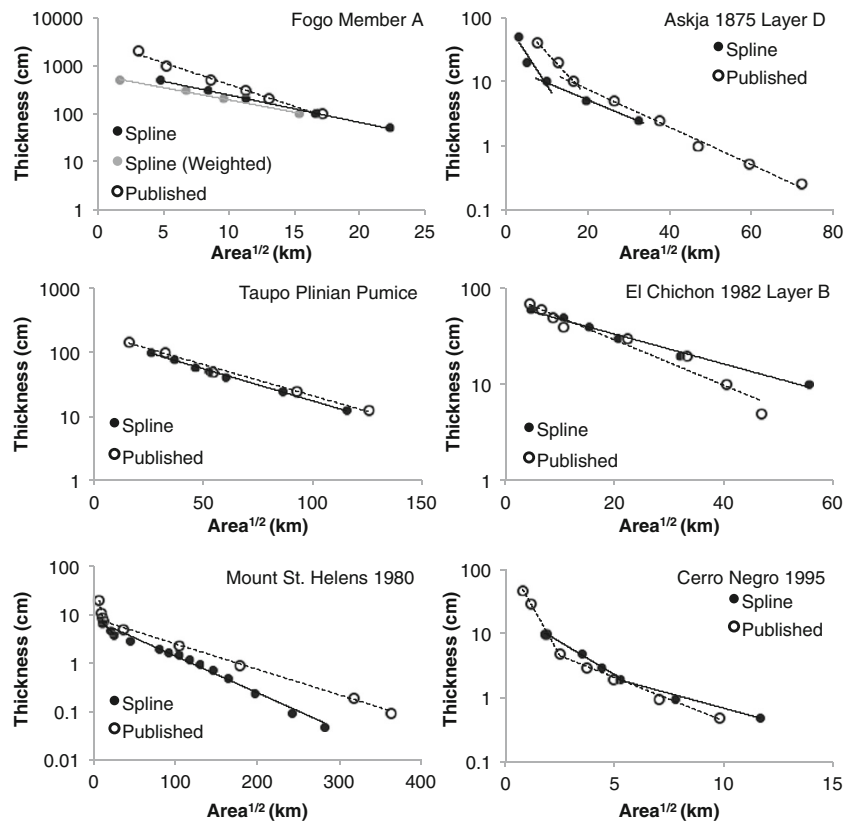 Fogo Member A
Thickness (cm)
10000
1000
100
10
1
0
5
10
15
20
25
Area1/2 (km)
Spline
Spline (Weighted)
Published
Askja 1875 Layer D
Thickness (cm)
100
10
1
0.1
0
20
40
60
80
Area1/2 (km)
Spline
Published
Taupo Plinian Pumice
Thickness (cm)
1000
100
10
1
0
50
100
150
Area1/2 (km)
Spline
Published
El Chichon 1982 Layer B
Thickness (cm)
100
10
1
0
20
40
60
Area1/2 (km)
Spline
Published
Mount St. Helens 1980
Thickness (cm)
100
10
1
0.1
0.01
0
100
200
300
400
Area1/2 (km)
Spline
Published
Cerro Negro 1995
Thickness (cm)
100
10
1
0.1
0
5
10
15
Area1/2 (km)
Spline
Published